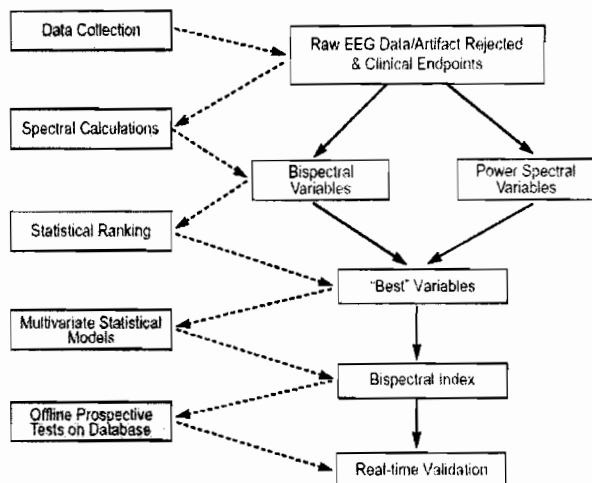 Data Collection
Raw EEG Data/Artifact Rejected
& Clinical Endpoints
Spectral Calculations
Bispectral
Variables
Power Spectral
Variables
Statistical Ranking
"Best" Variables
Multivariate Statistical
Models
Bispectral Index
Offline Prospective
Tests on Database
Real-time Validation